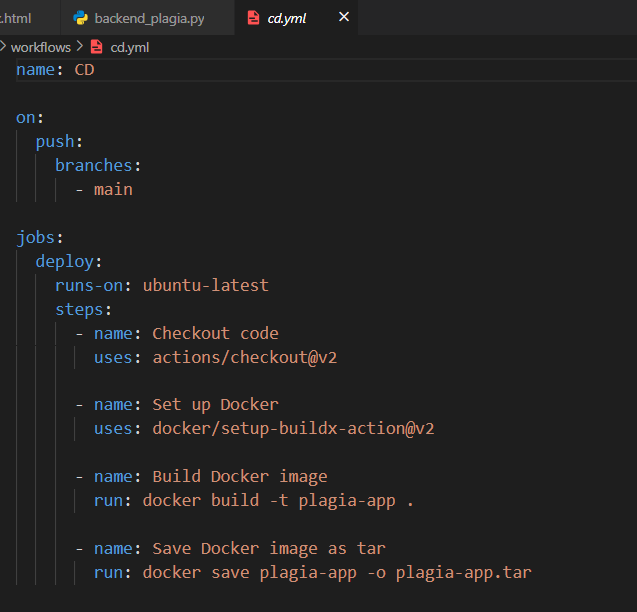 .html backend_plagia.py cd.yml
workflows > cd.yml
name: CD
on:
push:
branches:
- main
jobs:
deploy:
runs-on: ubuntu-latest
steps:
- name: Checkout code
uses: actions/checkout@v2
- name: Set up Docker
uses: docker/setup-buildx-action@v2
- name: Build Docker image
run: docker build -t plagia-app .
- name: Save Docker image as tar
run: docker save plagia-app -o plagia-app.tar